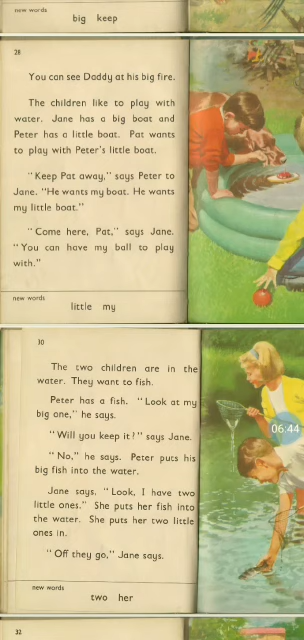 new words
big keep
28
You can see Daddy at his big fire.
The children like to play with
water. Jane has a big boat and
Peter has a little boat. Pat wants
to play with Peter's little boat.
"Keep Pat away," says Peter to
Jane. "He wants my boat. He wants
my little boat."
"Come here, Pat," says Jane.
"You can have my ball to play
with."
new words
little my
30
The two children are in the
water. They want to fish.
Peter has a fish. "Look at my
big one," he says.
"Will you keep it?" says Jane.
"No," he says. Peter puts his
big fish into the water.
Jane says, "Look, I have two
little ones." She puts her fish into
the water. She puts her two little
ones in.
"Off they go," Jane says.
06:44
new words
two her
32